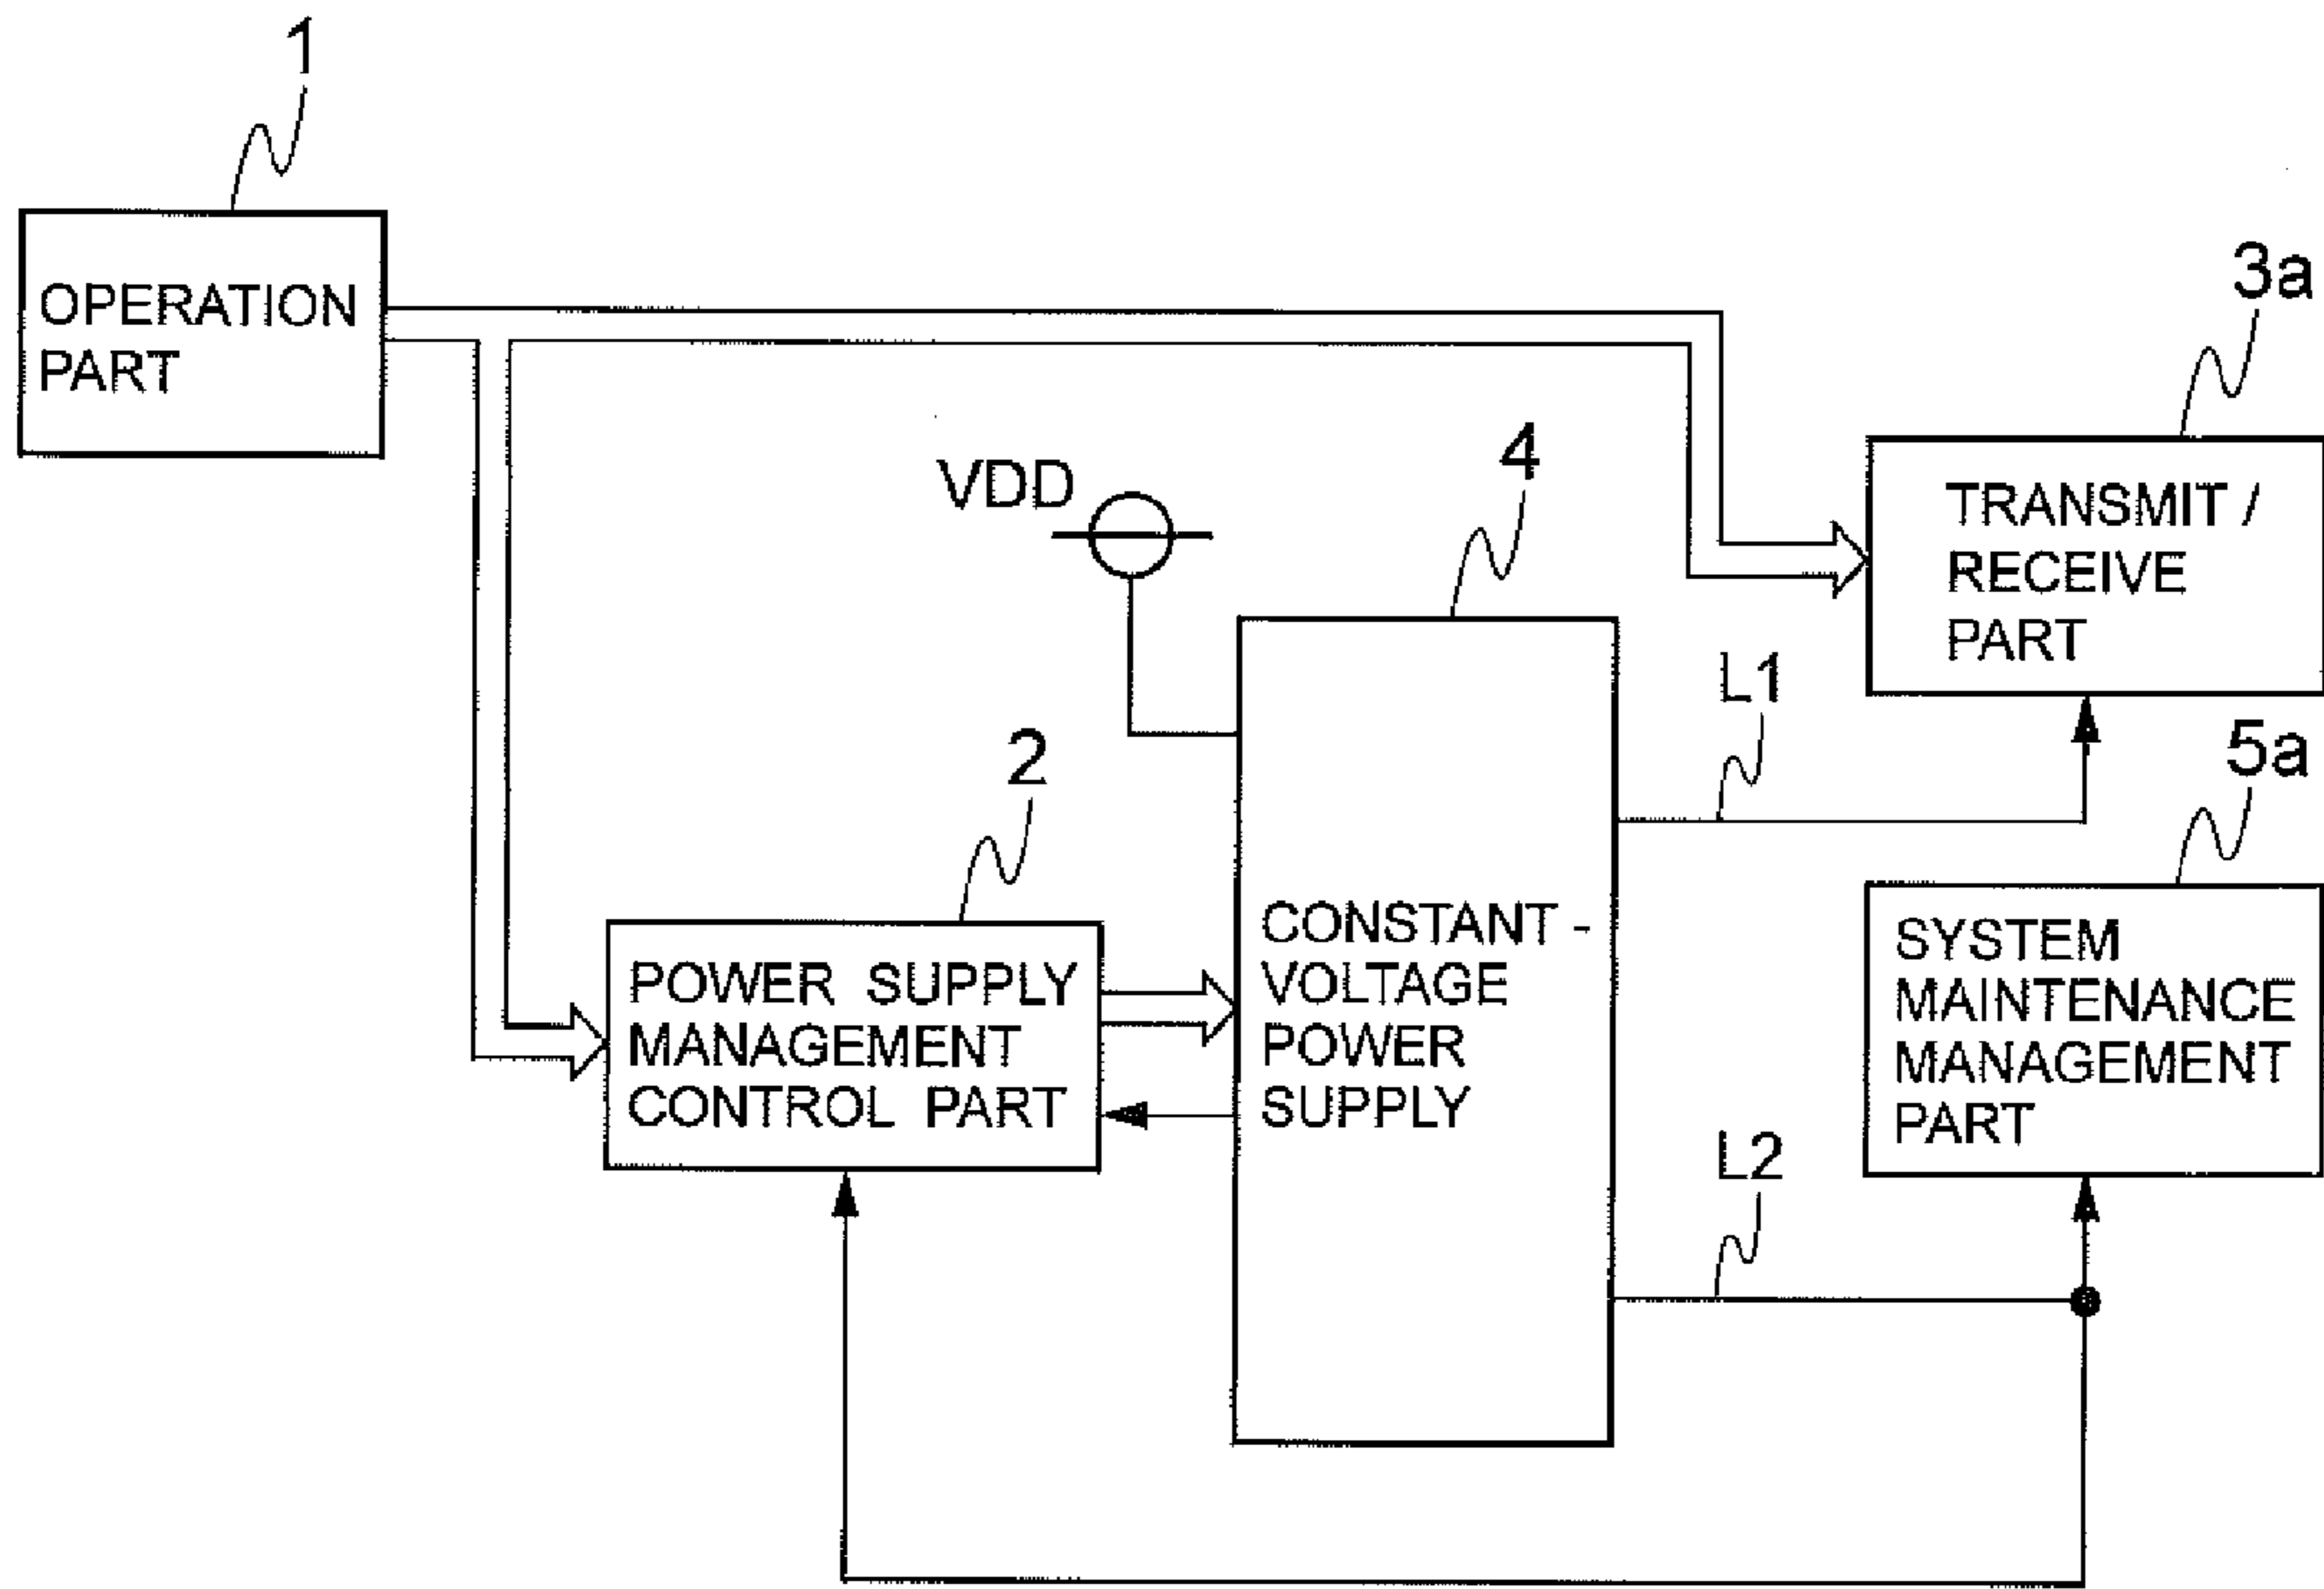 1
OPERATION
PART
3a
TRANSMIT /
RECEIVE
PART
VDD
4
L1
5a
2
CONSTANT -
VOLTAGE
POWER
SUPPLY
SYSTEM
MAINTENANCE
MANAGEMENT
PART
POWER SUPPLY
MANAGEMENT
CONTROL PART
L2